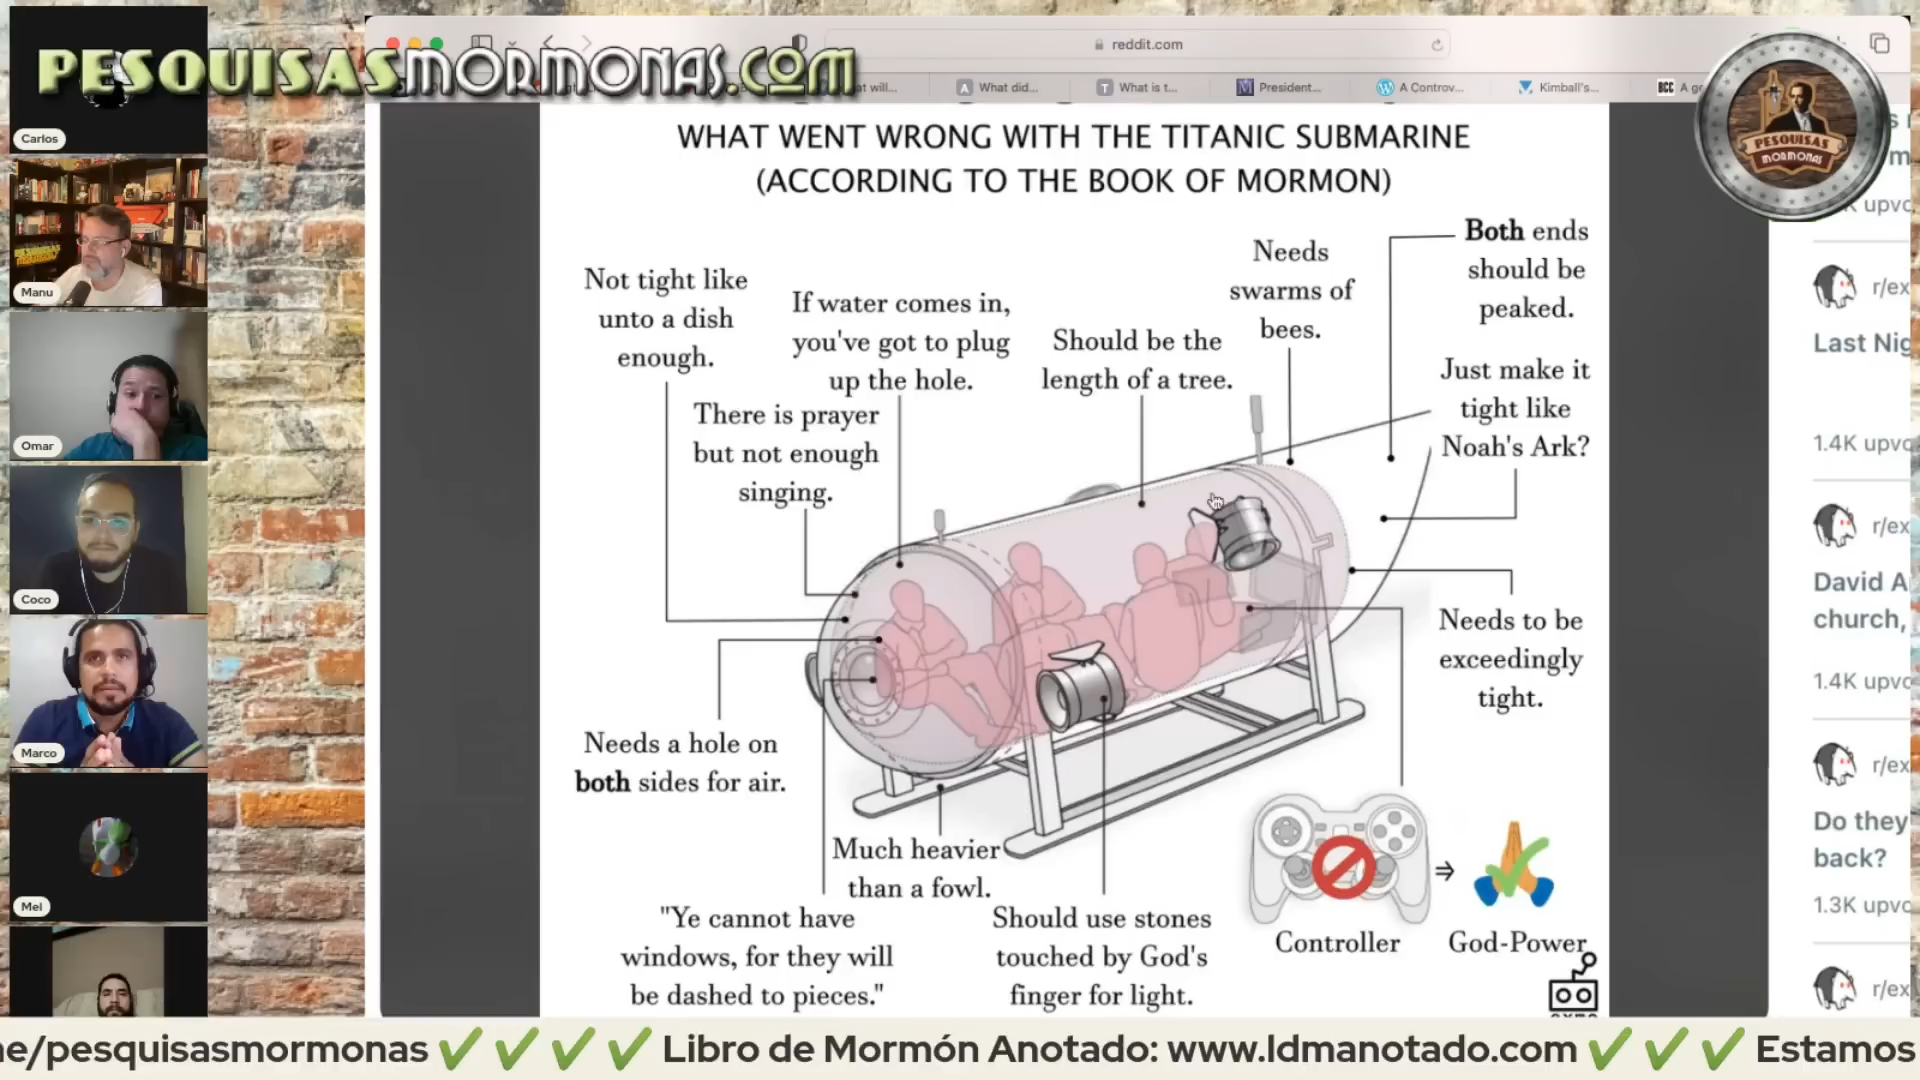 PESQUISASMORMONAS.COM
reddit.com
What did...
What is t...
President...
A Controv...
Kimball's...
BCC
PESQUISAS
MORMONAS
Carlos
Manu
Omar
Coco
Marco
Mel
WHAT WENT WRONG WITH THE TITANIC SUBMARINE
(ACCORDING TO THE BOOK OF MORMON)
Not tight like
unto a dish
enough.
If water comes in,
you've got to plug
up the hole.
There is prayer
but not enough
singing.
Should be the
length of a tree.
Needs
swarms of
bees.
Both ends
should be
peaked.
Just make it
tight like
Noah's Ark?
Needs to be
exceedingly
tight.
Needs a hole on
both sides for air.
Much heavier
than a fowl.
"Ye cannot have
windows, for they will
be dashed to pieces."
Should use stones
touched by God's
finger for light.
Controller
God-Power
r/ex
Last Nig
1.4K upvo
r/ex
David A
church,
1.4K upvo
r/ex
Do they
back?
1.3K upvo
r/ex
ne/pesquisasmormonas ✓✓✓✓ Libro de Mormón Anotado: www.ldmanotado.com ✓✓✓ Estamos